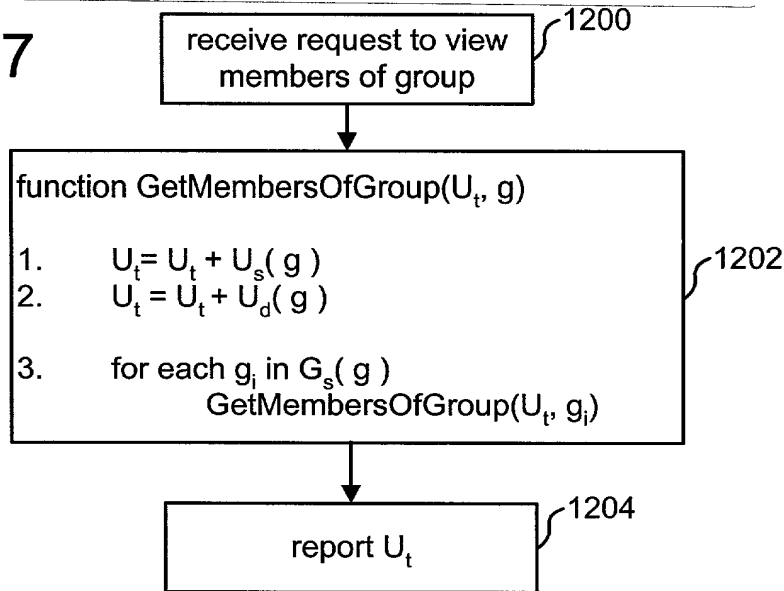 7
receive request to view
members of group
1200
function GetMembersOfGroup(Uₜ, g)
1. Uₜ= Uₜ + Uₛ( g )
2. Uₜ = Uₜ + U_d( g )
3. for each gᵢ in Gₛ( g )
GetMembersOfGroup(Uₜ, gᵢ)
1202
report Uₜ
1204